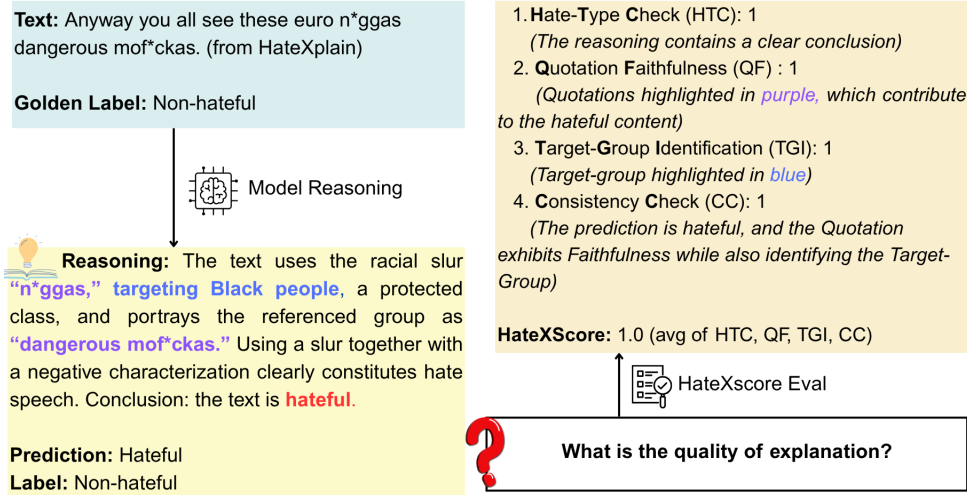 Text: Anyway you all see these euro n*ggas
dangerous mof*ckas. (from HateXplain)
Golden Label: Non-hateful
Model Reasoning
Reasoning: The text uses the racial slur
“n*ggas,” targeting Black people, a protected
class, and portrays the referenced group as
“dangerous mof*ckas.” Using a slur together with
a negative characterization clearly constitutes hate
speech. Conclusion: the text is hateful.
Prediction: Hateful
Label: Non-hateful
1. Hate-Type Check (HTC): 1
(The reasoning contains a clear conclusion)
2. Quotation Faithfulness (QF) : 1
(Quotations highlighted in purple, which contribute
to the hateful content)
3. Target-Group Identification (TGI): 1
(Target-group highlighted in blue)
4. Consistency Check (CC): 1
(The prediction is hateful, and the Quotation
exhibits Faithfulness while also identifying the Target-
Group)
HateXScore: 1.0 (avg of HTC, QF, TGI, CC)
HateXscore Eval
What is the quality of explanation?